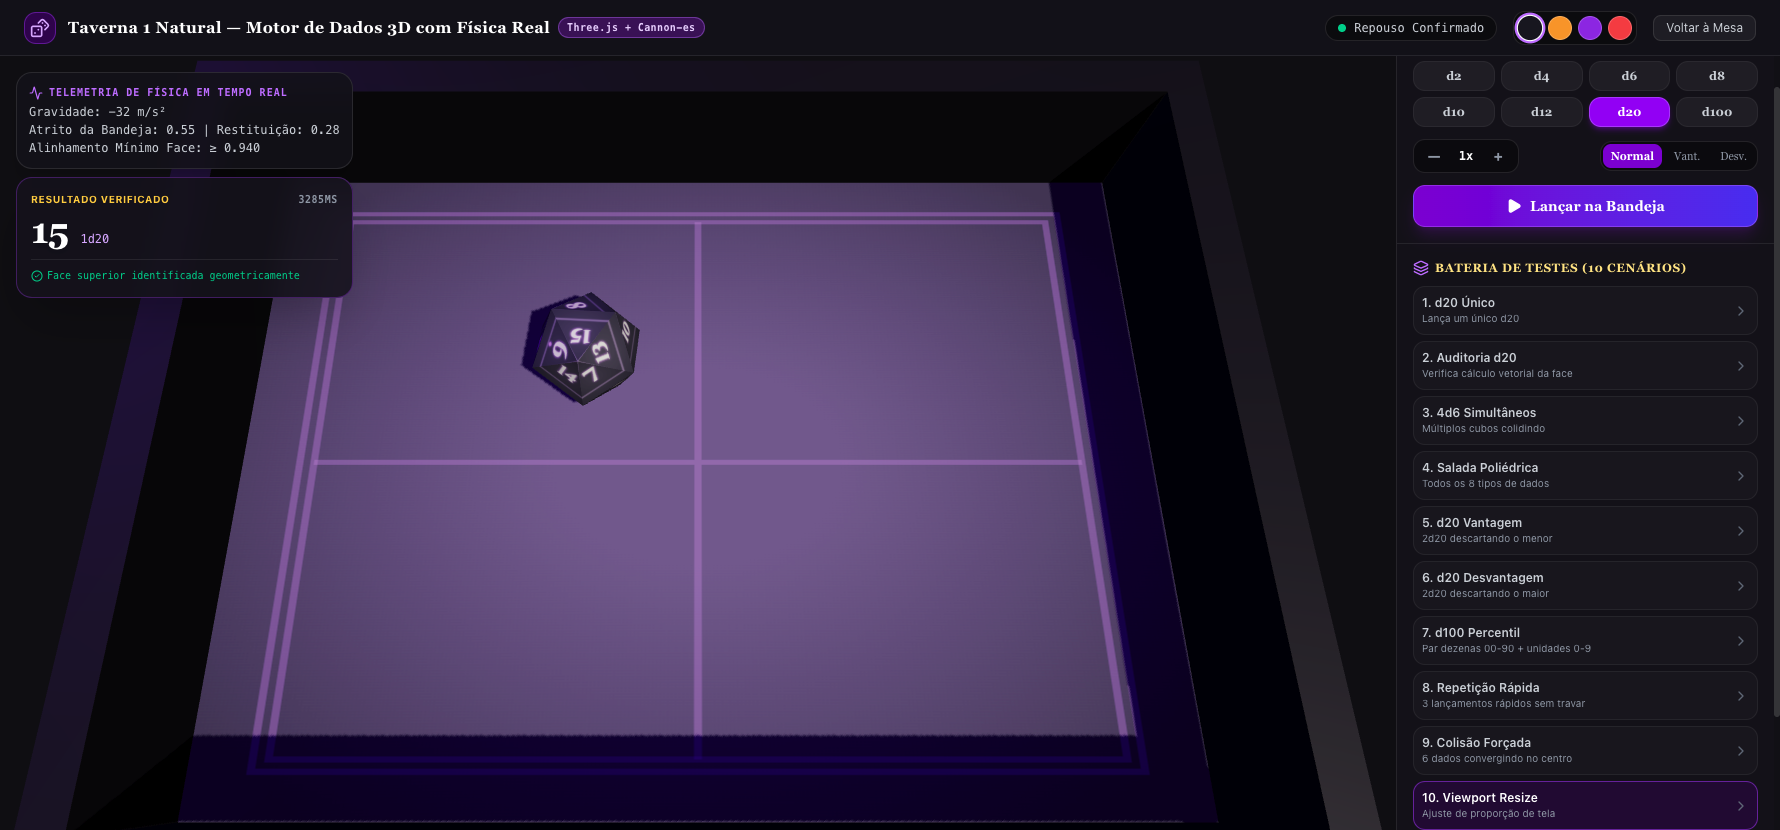 Taverna 1 Natural — Motor de Dados 3D com Física Real
Three.js + Cannon-es
Repouso Confirmado
Voltar à Mesa
TELEMETRIA DE FÍSICA EM TEMPO REAL
Gravidade: -32 m/s²
Atrito da Bandeja: 0.55 | Restituição: 0.28
Alinhamento Mínimo Face: ≥ 0.940
RESULTADO VERIFICADO
3285MS
15 1d20
Face superior identificada geometricamente
8
15
10
9
13
14
7
d2 d4 d6 d8
d10 d12 d20 d100
— 1x +
Normal Vant. Desv.
Lançar na Bandeja
BATERIA DE TESTES (10 CENÁRIOS)
1. d20 Único
Lança um único d20
2. Auditoria d20
Verifica cálculo vetorial da face
3. 4d6 Simultâneos
Múltiplos cubos colidindo
4. Salada Poliédrica
Todos os 8 tipos de dados
5. d20 Vantagem
2d20 descartando o menor
6. d20 Desvantagem
2d20 descartando o maior
7. d100 Percentil
Par dezenas 00-90 + unidades 0-9
8. Repetição Rápida
3 lançamentos rápidos sem travar
9. Colisão Forçada
6 dados convergindo no centro
10. Viewport Resize
Ajuste de proporção de tela